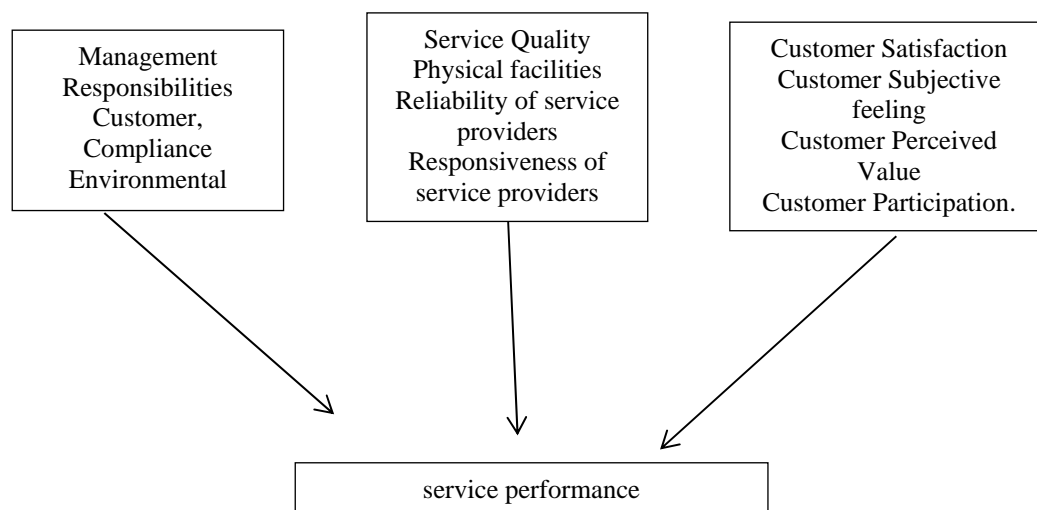 Management
Responsibilities
Customer,
Compliance
Environmental
Service Quality
Physical facilities
Reliability of service
providers
Responsiveness of
service providers
Customer Satisfaction
Customer Subjective
feeling
Customer Perceived
Value
Customer Participation.
service performance